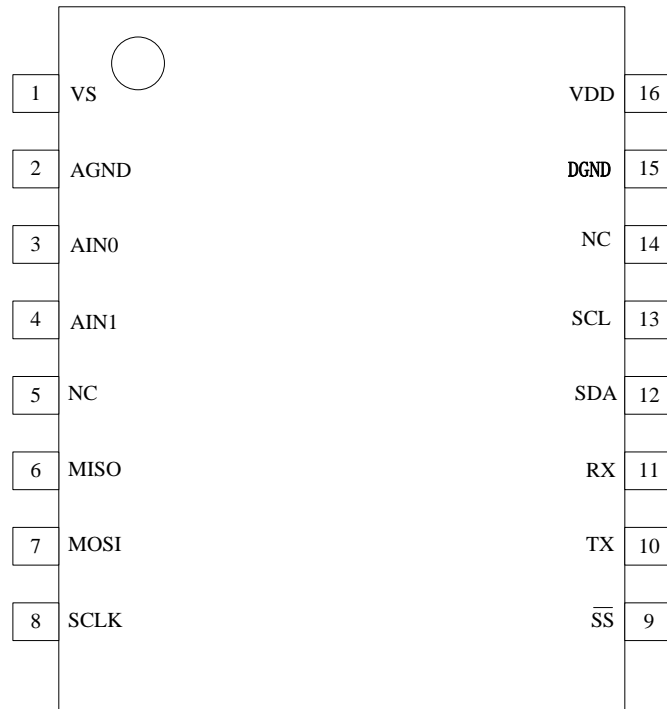 1 VS VDD 16
2 AGND DGND 15
3 AIN0 NC 14
4 AIN1 SCL 13
5 NC SDA 12
6 MISO RX 11
7 MOSI TX 10
8 SCLK S̅S̅ 9